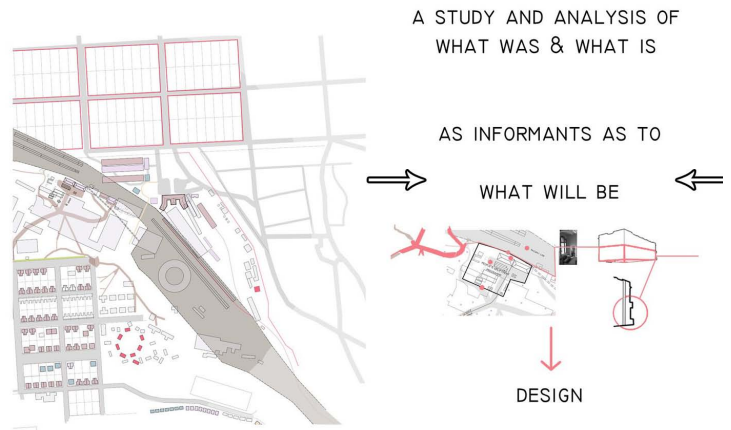 A STUDY AND ANALYSIS OF
WHAT WAS & WHAT IS
AS INFORMANTS AS TO
WHAT WILL BE
DESIGN